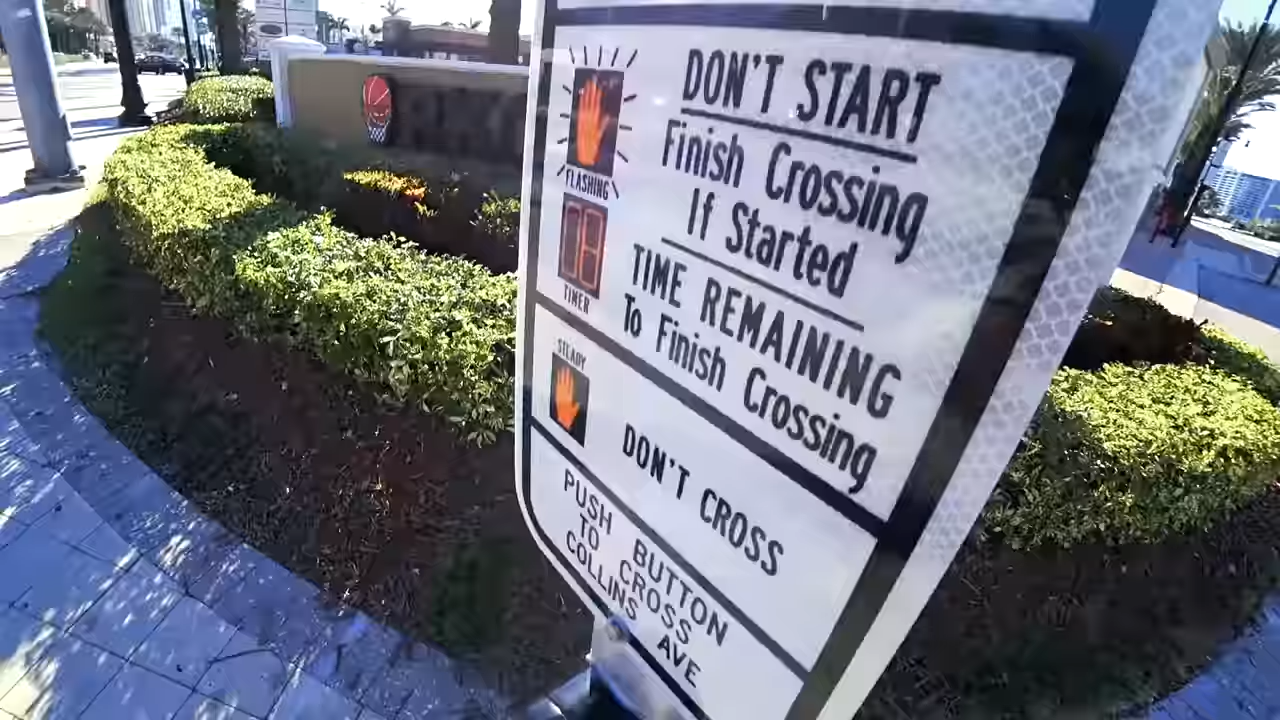 DON'T START
Finish Crossing
If Started
FLASHING
TIME REMAINING
To Finish Crossing
TIMER
STEADY
DON'T CROSS
PUSH BUTTON
TO CROSS
COLLINS AVE